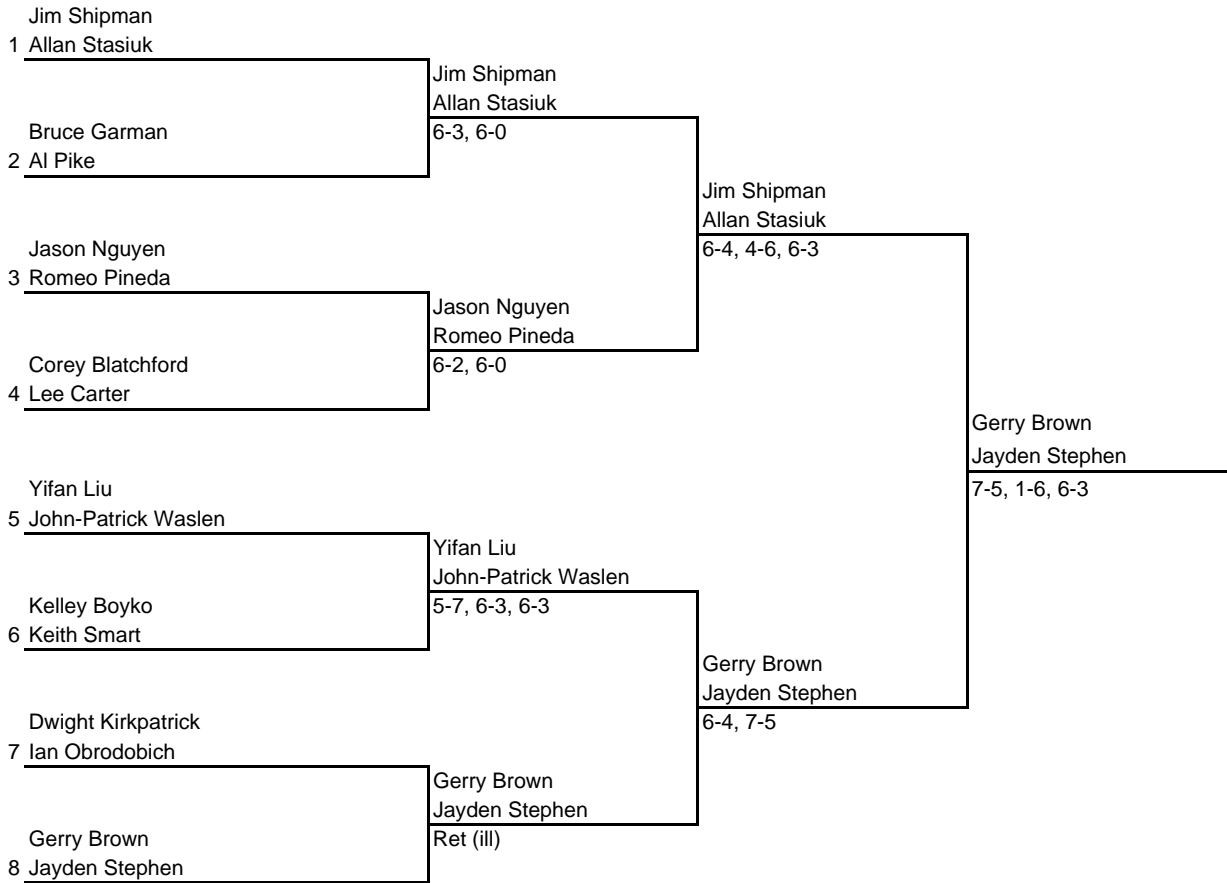 Jim Shipman
1 Allan Stasiuk
Jim Shipman
Allan Stasiuk
Bruce Garman
6-3, 6-0
2 Al Pike
Jim Shipman
Allan Stasiuk
Jason Nguyen
6-4, 4-6, 6-3
3 Romeo Pineda
Jason Nguyen
Romeo Pineda
Corey Blatchford
6-2, 6-0
4 Lee Carter
Gerry Brown
Jayden Stephen
Yifan Liu
7-5, 1-6, 6-3
5 John-Patrick Waslen
Yifan Liu
John-Patrick Waslen
Kelley Boyko
5-7, 6-3, 6-3
6 Keith Smart
Gerry Brown
Jayden Stephen
Dwight Kirkpatrick
6-4, 7-5
7 Ian Obrodobich
Gerry Brown
Jayden Stephen
Gerry Brown
Ret (ill)
8 Jayden Stephen